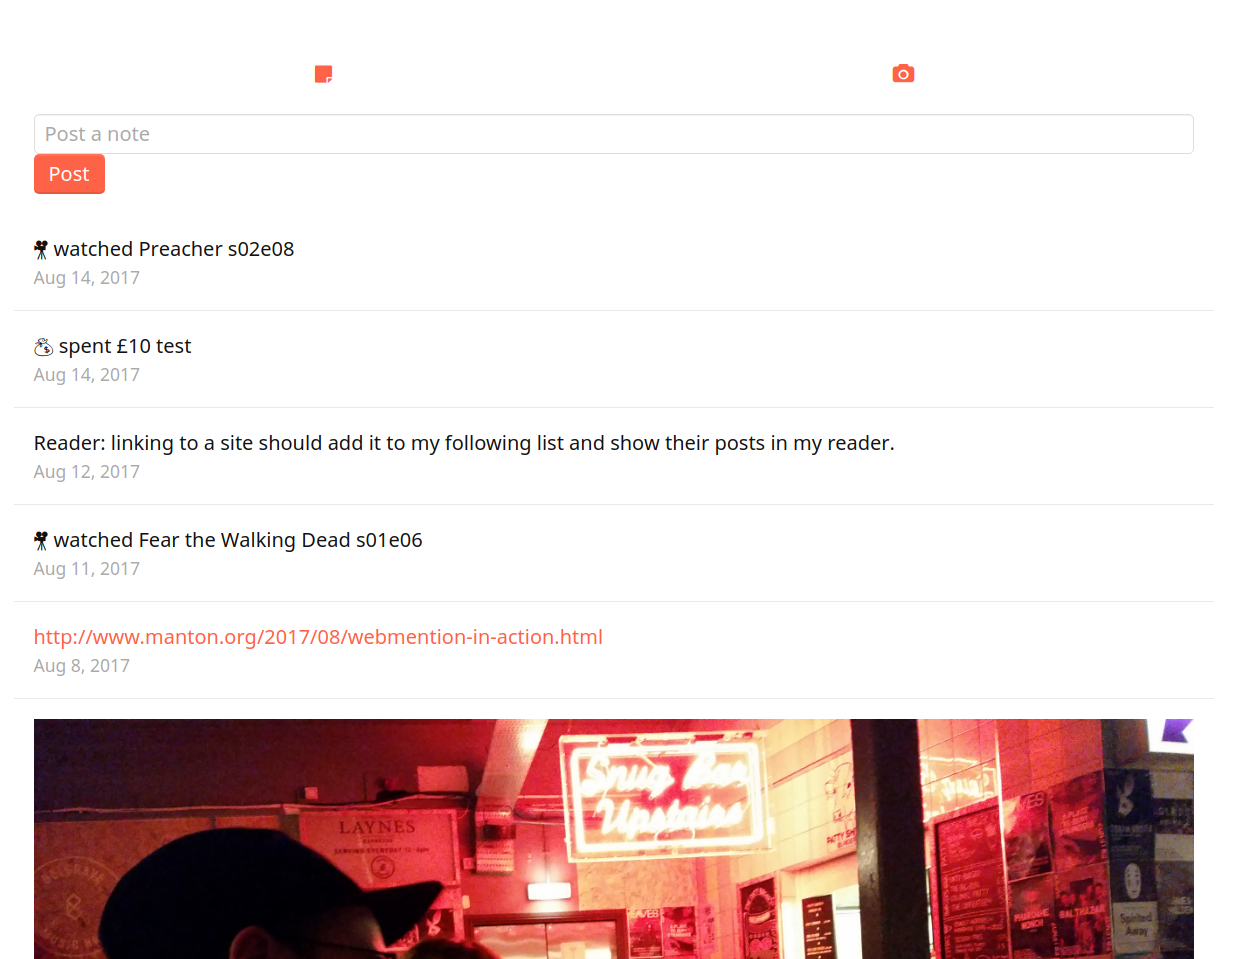 Post a note
Post
🎥 watched Preacher s02e08
Aug 14, 2017
💰 spent £10 test
Aug 14, 2017
Reader: linking to a site should add it to my following list and show their posts in my reader.
Aug 12, 2017
🎥 watched Fear the Walking Dead s01e06
Aug 11, 2017
http://www.manton.org/2017/08/webmention-in-action.html
Aug 8, 2017
Snug Bar
Upstairs
LAYNES
ESPRESSO
Spirited
Away